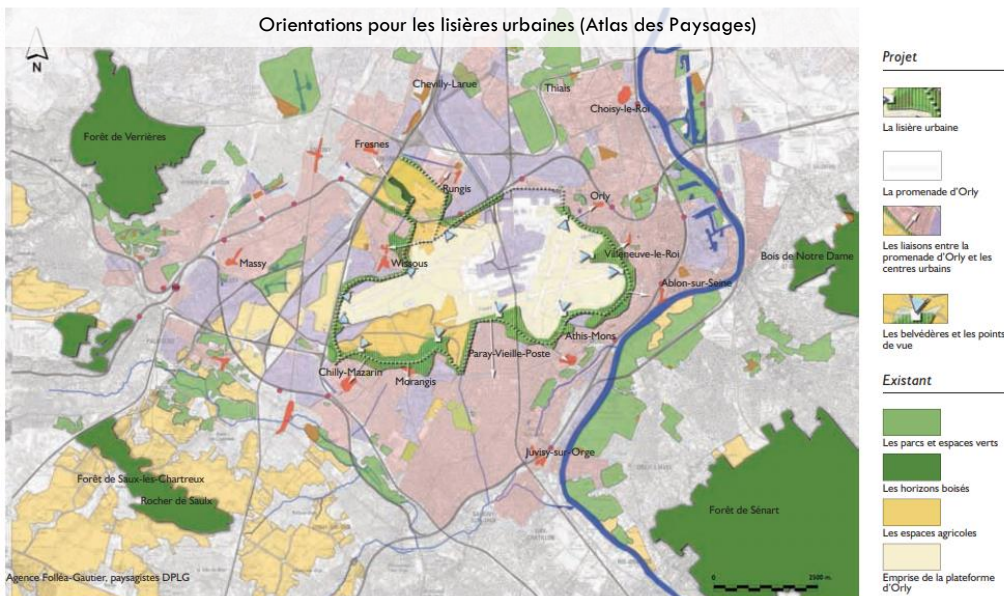 Orientations pour les lisières urbaines (Atlas des Paysages)
N
Chevilly-Larue
Thiais
Choisy-le-Roi
Forêt de Verrières
Fresnes
Rungis
Orly
Massy
Wissous
Villeneuve-le-Roi
Bois de Notre Dame
Ablon-sur-Seine
Athis-Mons
Paray-Vieille-Poste
Chilly-Mazarin
Morangis
Juvisy-sur-Orge
Forêt de Saux-les-Chartreux
Rocher de Saulx
Forêt de Sénart
Agence Folléa-Gautier, paysagistes DPLG
0
2500 m.
Projet
La lisière urbaine
La promenade d'Orly
Les liaisons entre la
promenade d'Orly et les
centres urbains
Les belvédères et les points
de vue
Existant
Les parcs et espaces verts
Les horizons boisés
Les espaces agricoles
Emprise de la plateforme
d'Orly